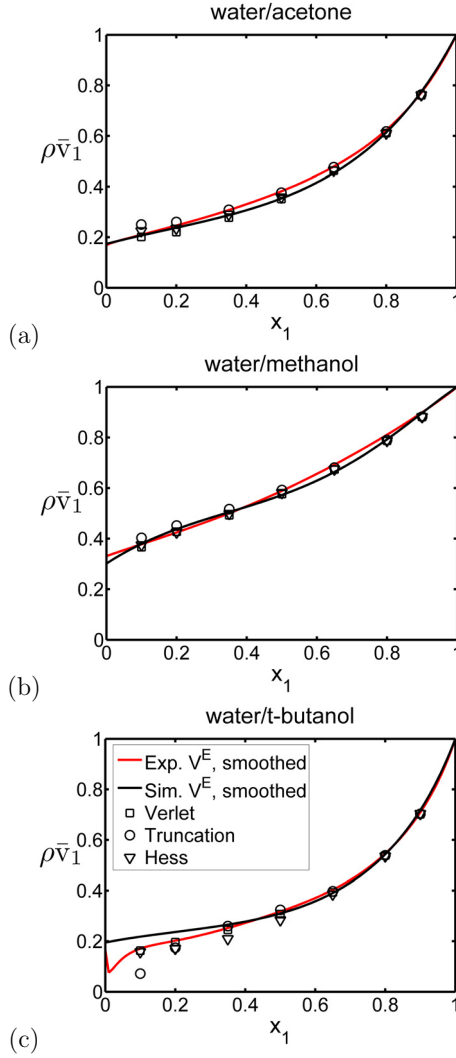 water/acetone
1
0.8
0.6
ρv̄₁
0.4
0.2
0
0 0.2 0.4 0.6 0.8 1
x₁
(a)
water/methanol
1
0.8
0.6
ρv̄₁
0.4
0.2
0
0 0.2 0.4 0.6 0.8 1
x₁
(b)
water/t-butanol
1
Exp. Vᴱ, smoothed
0.8
Sim. Vᴱ, smoothed
Verlet
0.6
Truncation
ρv̄₁
Hess
0.4
0.2
0
0 0.2 0.4 0.6 0.8 1
x₁
(c)